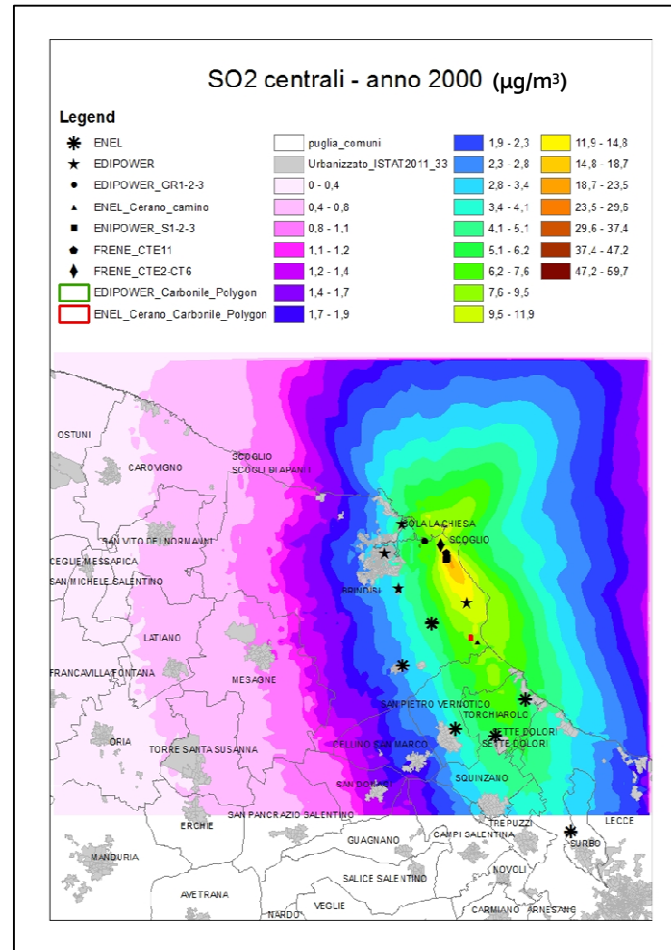 SO2 centrali - anno 2000 (µg/m³)
Legend
ENEL
EDIPOWER
EDIPOWER_GR1-2-3
ENEL_Cerano_camino
ENIPOWER_S1-2-3
FRENE_CTE11
FRENE_CTE2-CT6
EDIPOWER_Carbonile_Polygon
ENEL_Cerano_Carbonile_Polygon
puglia_comuni
Urbanizzato_ISTAT2011_33
0 - 0,4
0,4 - 0,8
0,8 - 1,1
1,1 - 1,2
1,2 - 1,4
1,4 - 1,7
1,7 - 1,9
1,9 - 2,3
2,3 - 2,8
2,8 - 3,4
3,4 - 4,1
4,1 - 5,1
5,1 - 6,2
6,2 - 7,6
7,6 - 9,5
9,5 - 11,9
11,9 - 14,8
14,8 - 18,7
18,7 - 23,5
23,5 - 29,6
29,6 - 37,4
37,4 - 47,2
47,2 - 59,7
OSTUNI
CAROVIGNO
SCOGLIO
SCOGLI DI APANI
ISOLA LA CHIESA
SCOGLIO
SAN VITO DEI NORMANNI
CEGLIE MESSAPICA
SAN MICHELE SALENTINO
BRINDISI
LATIANO
FRANCAVILLA FONTANA
MESAGNE
SAN PIETRO VERNOTICO
TORCHIAROLO
SETTE DOLORI
SETTE DOLORI
ORIA
TORRE SANTA SUSANNA
CELLINO SAN MARCO
SQUINZANO
SAN DONACI
ERCHIE
SAN PANCRAZIO SALENTINO
TREPUZZI
LECCE
GUAGNANO
CAMPI SALENTINA
SURBO
MANDURIA
SALICE SALENTINO
NOVOLI
AVETRANA
VEGLIE
NARDO'
CARMIANO
ARNESANO